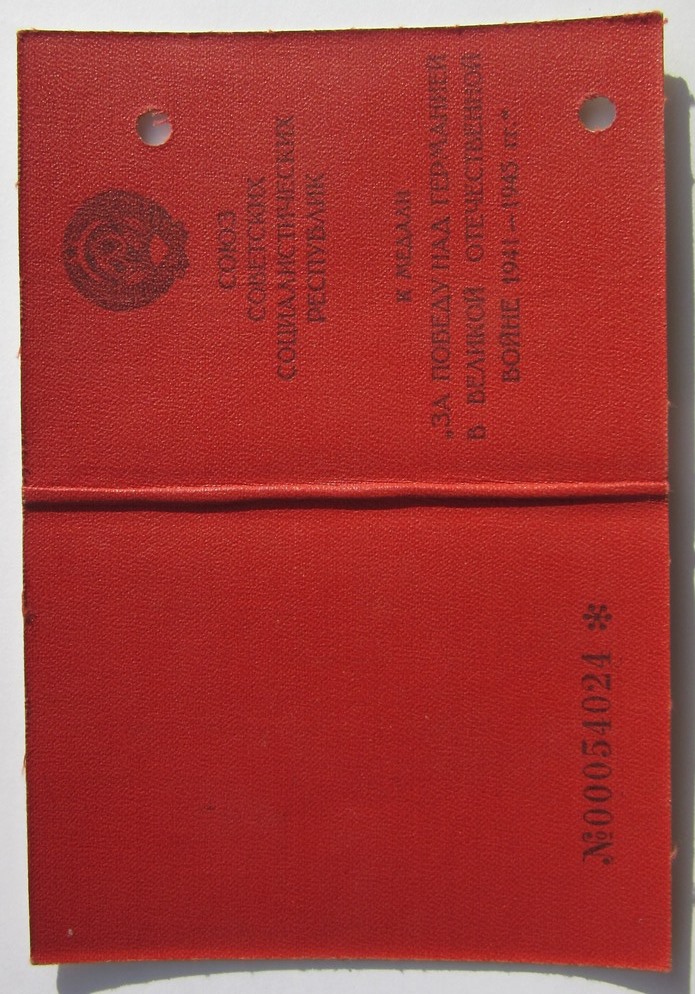 СОЮЗ
СОВЕТСКИХ
СОЦИАЛИСТИЧЕСКИХ
РЕСПУБЛИК
К МЕДАЛИ
„ЗА ПОБЕДУ НАД ГЕРМАНИЕЙ
В ВЕЛИКОЙ ОТЕЧЕСТВЕННОЙ
ВОЙНЕ 1941–1945 гг.“
№00054024 *